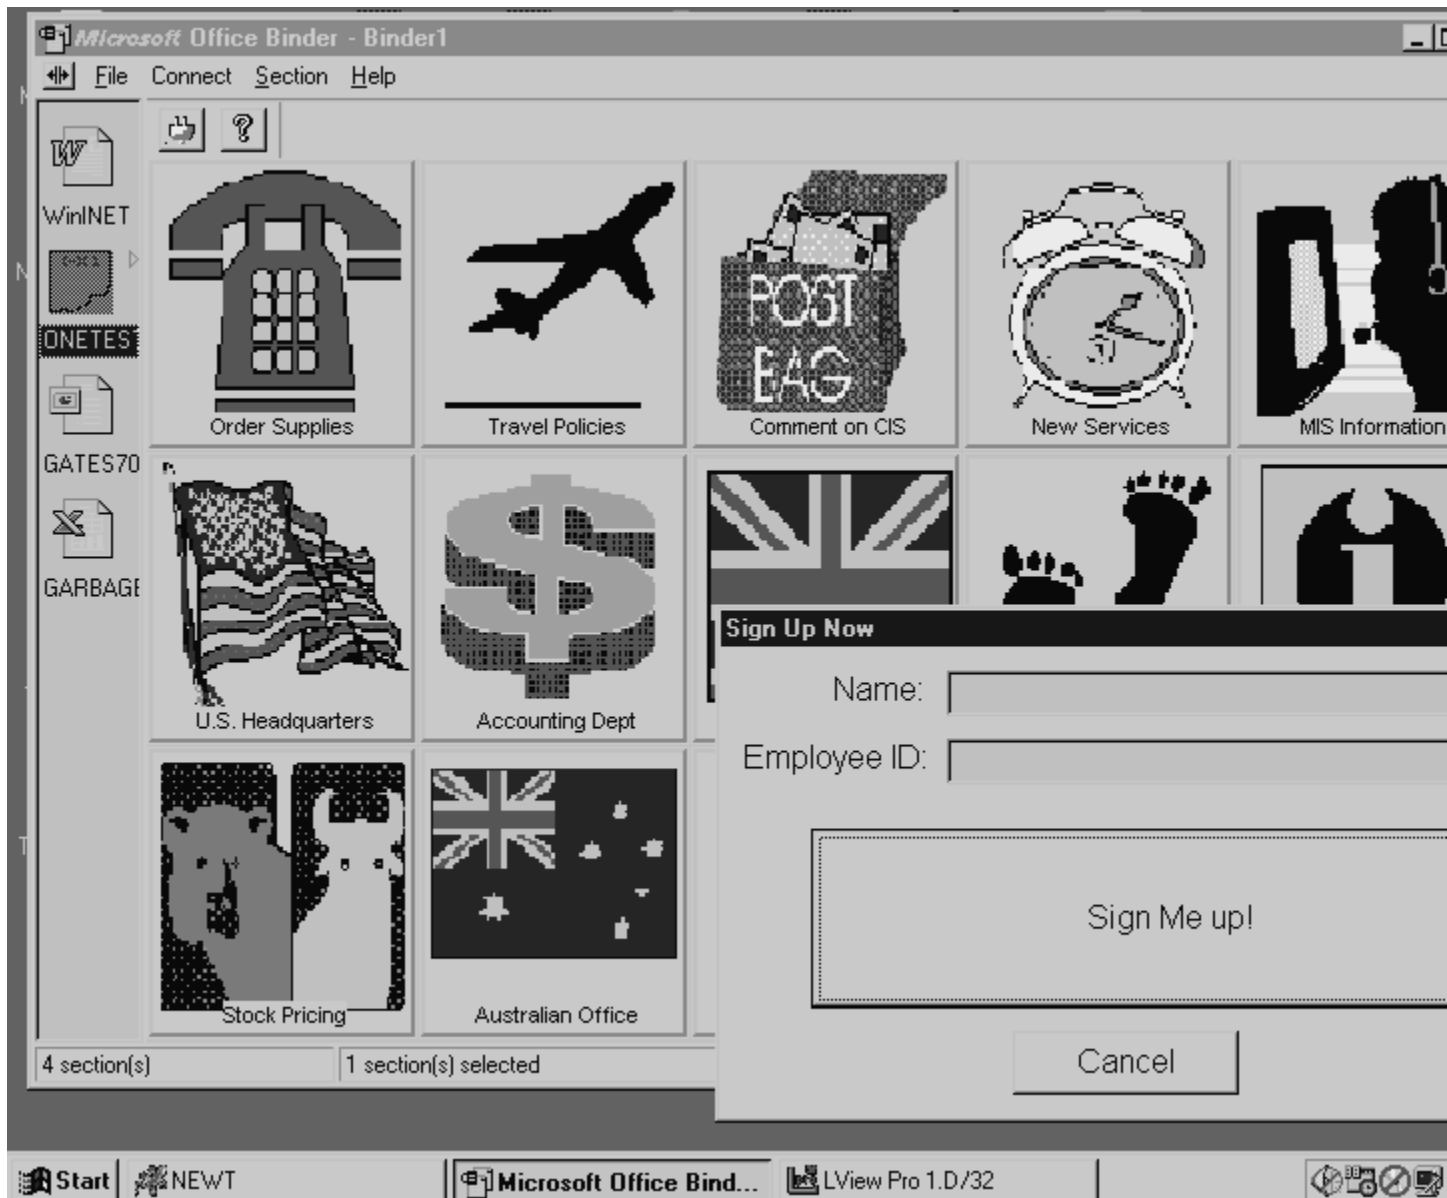 Microsoft Office Binder - Binder1
File Connect Section Help
WinINET
ONETES
GATES70
GARBAGE
POST
EAG
Order Supplies
Travel Policies
Comment on CIS
New Services
MIS Information
U.S. Headquarters
Accounting Dept
Stock Pricing
Australian Office
Sign Up Now
Name:
Employee ID:
Sign Me up!
Cancel
4 section(s)
1 section(s) selected
Start
NEWT
Microsoft Office Bind...
LView Pro 1.D/32